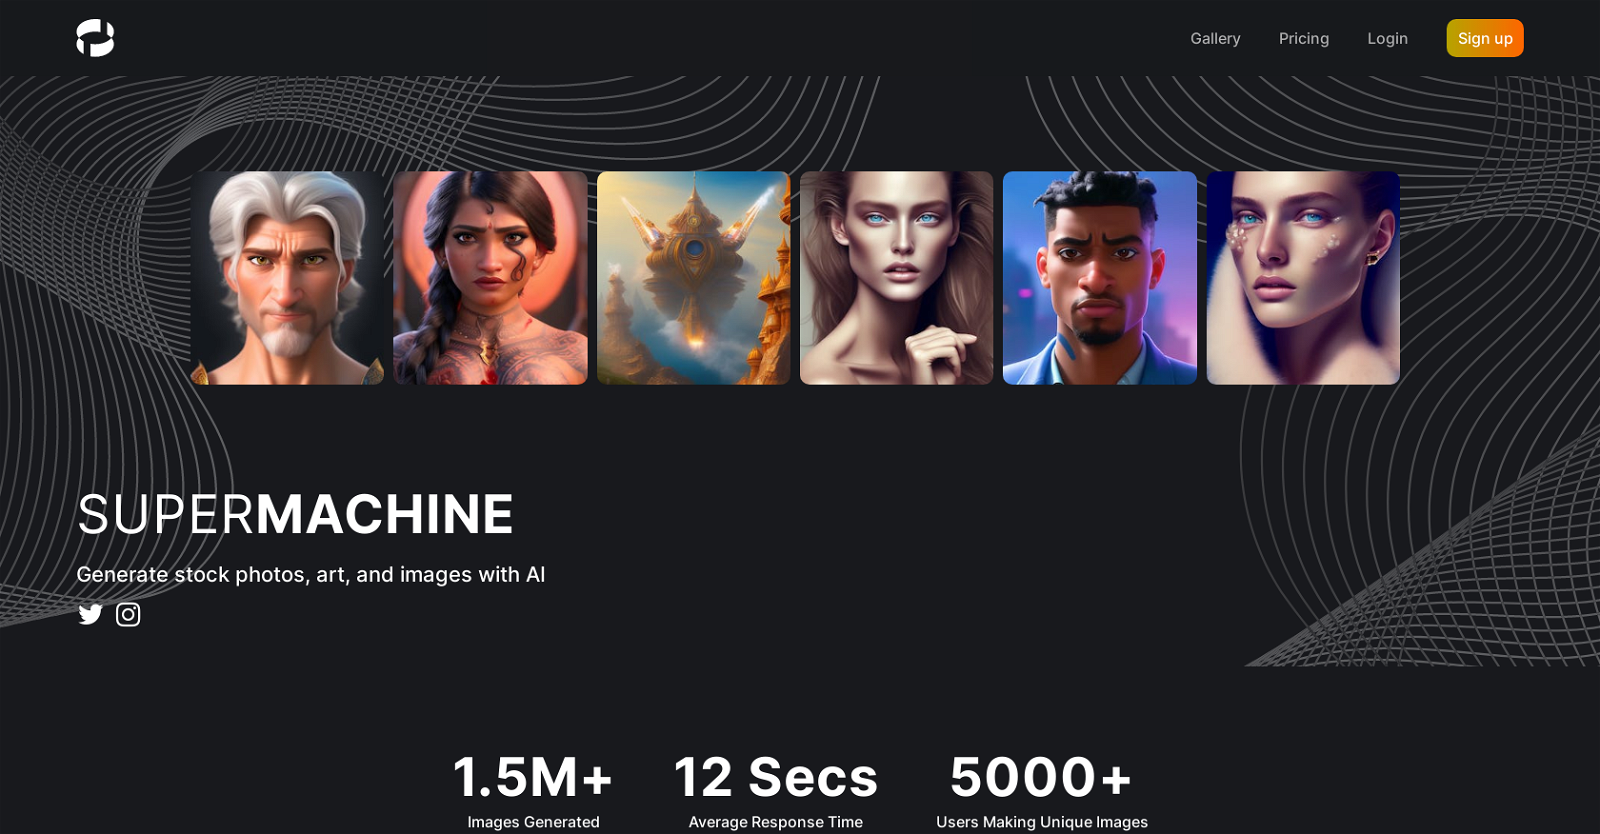 Gallery Pricing Login Sign up
SUPERMACHINE
Generate stock photos, art, and images with AI
1.5M+ 12 Secs 5000+
Images Generated Average Response Time Users Making Unique Images